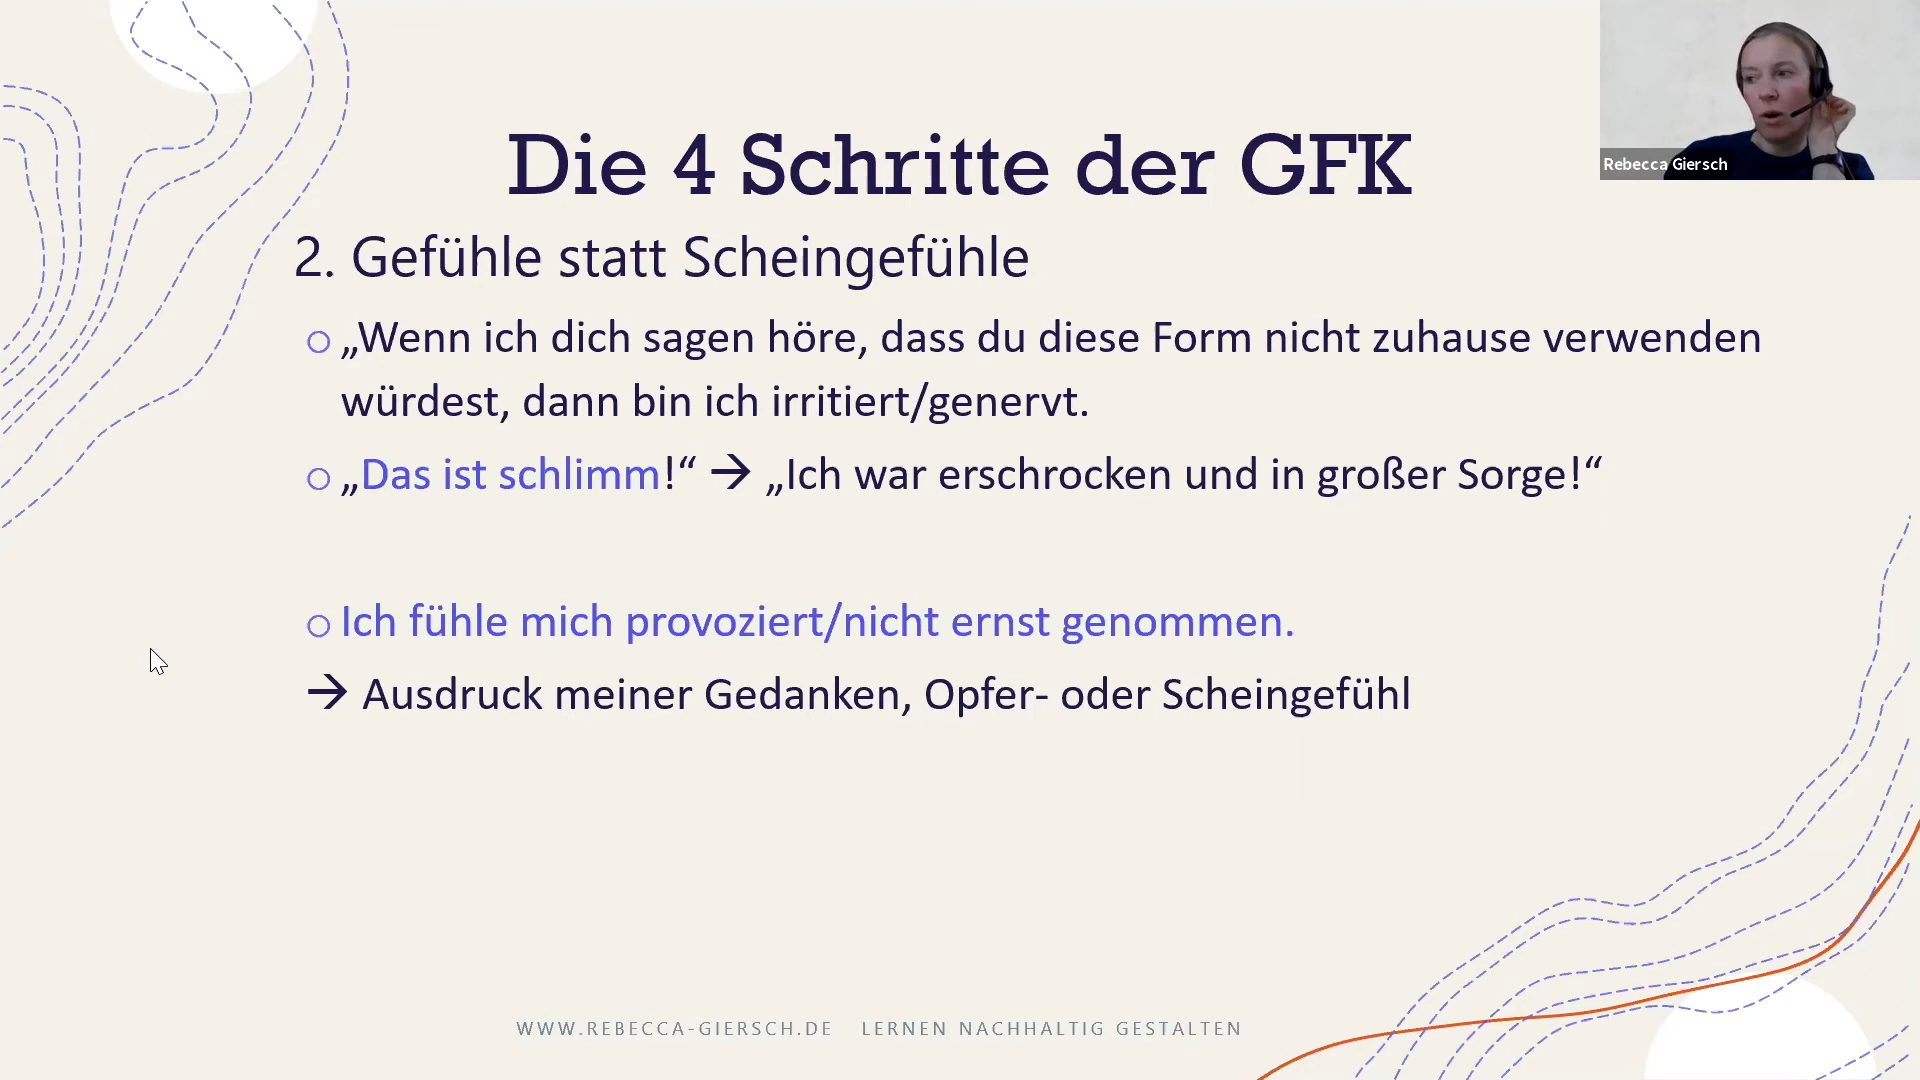 Die 4 Schritte der GFK
Rebecca Giersch
2. Gefühle statt Scheingefühle
o „Wenn ich dich sagen höre, dass du diese Form nicht zuhause verwenden
würdest, dann bin ich irritiert/genervt.
o „Das ist schlimm!“ → „Ich war erschrocken und in großer Sorge!“
o Ich fühle mich provoziert/nicht ernst genommen.
→ Ausdruck meiner Gedanken, Opfer- oder Scheingefühl
WWW.REBECCA-GIERSCH.DE LERNEN NACHHALTIG GESTALTEN